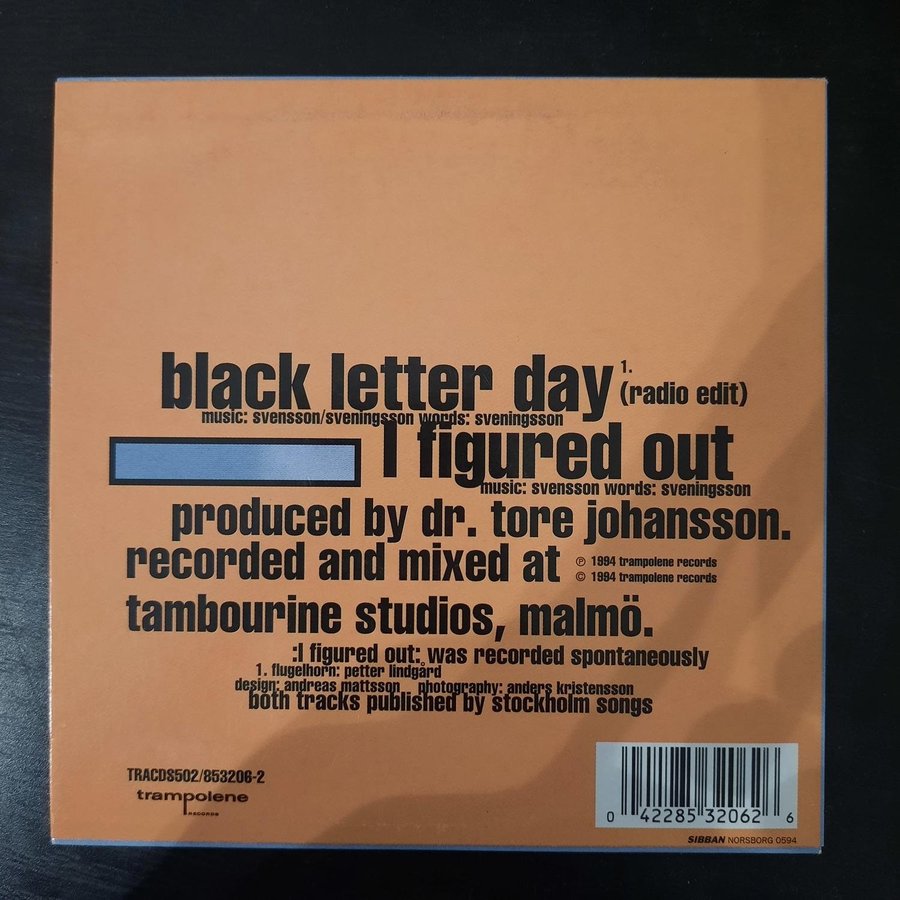 black letter day 1. (radio edit)
music: svensson/sveningsson words: sveningsson
I figured out
music: svensson words: sveningsson
produced by dr. tore johansson.
recorded and mixed at
℗ 1994 trampolene records
© 1994 trampolene records
tambourine studios, malmö.
:I figured out: was recorded spontaneously
1. flugelhorn: petter lindgård
design: andreas mattsson photography: anders kristensson
both tracks published by stockholm songs
TRACDS502/853206-2
trampolene
RECORDS
0 42285 32062 6
SIBBAN NORSBORG 0594